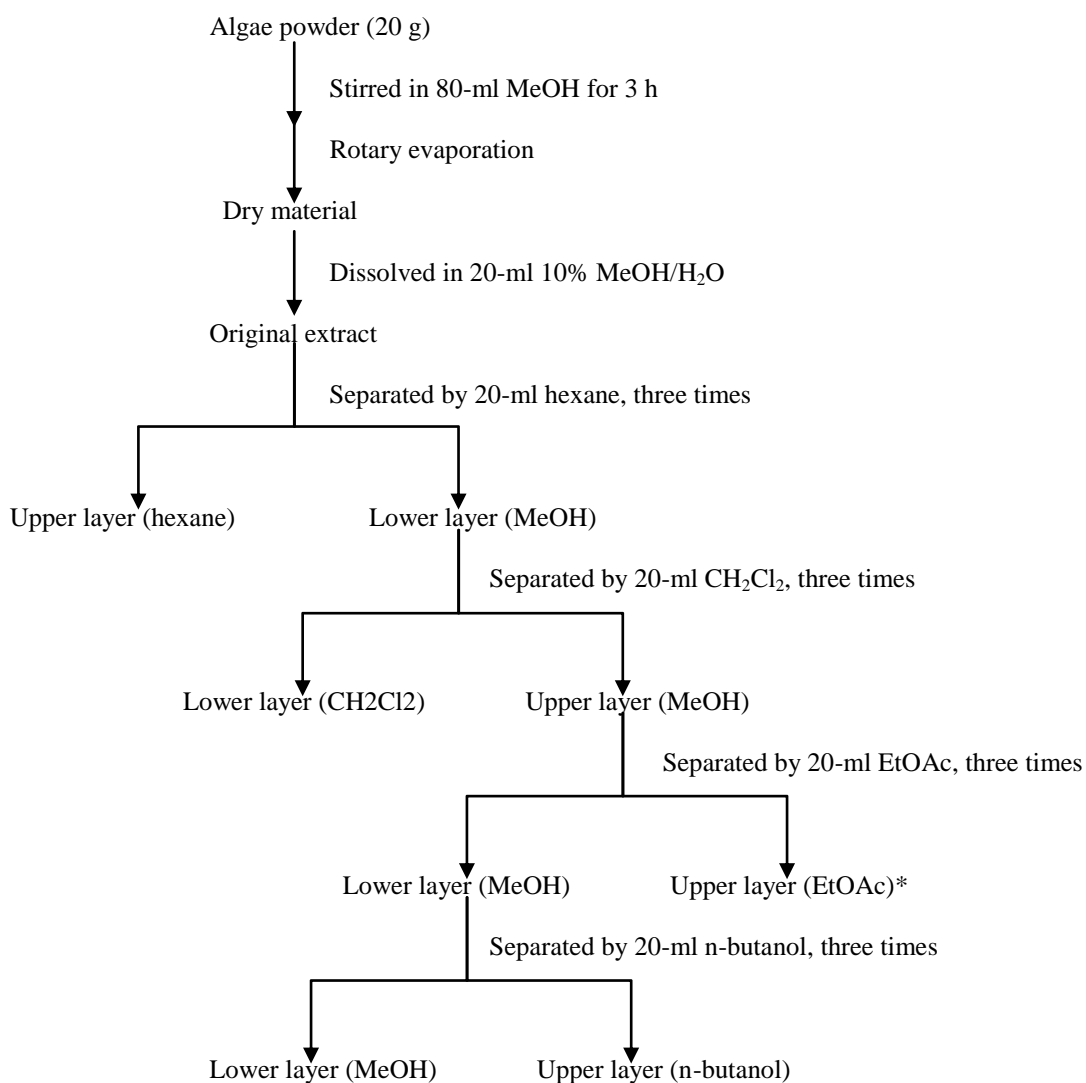 Algae powder (20 g)
Stirred in 80-ml MeOH for 3 h
Rotary evaporation
Dry material
Dissolved in 20-ml 10% MeOH/H₂O
Original extract
Separated by 20-ml hexane, three times
Upper layer (hexane)
Lower layer (MeOH)
Separated by 20-ml CH₂Cl₂, three times
Lower layer (CH2Cl2)
Upper layer (MeOH)
Separated by 20-ml EtOAc, three times
Lower layer (MeOH)
Upper layer (EtOAc)*
Separated by 20-ml n-butanol, three times
Lower layer (MeOH)
Upper layer (n-butanol)